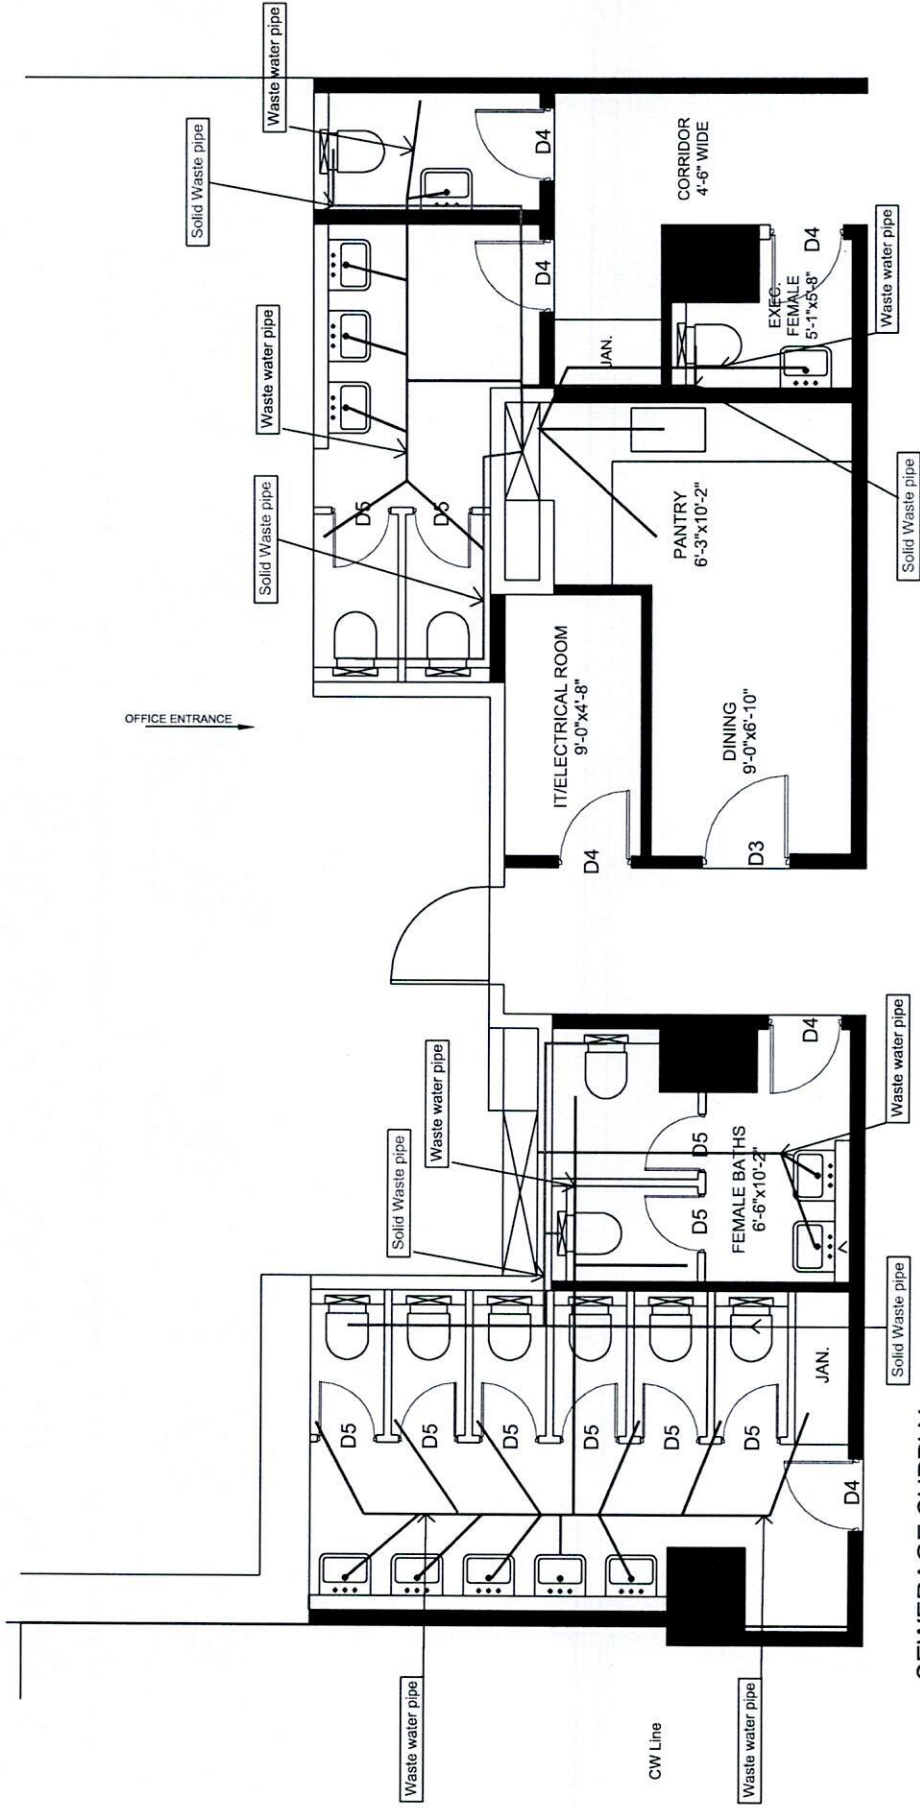 Waste water pipe
Solid Waste pipe
Waste water pipe
Solid Waste pipe
Waste water pipe
OFFICE ENTRANCE
Solid Waste pipe
Waste water pipe
D5
D5
D5
D5
D5
D5
D5
D5
D4
D4
CORRIDOR
4'-6" WIDE
JAN.
IT/ELECTRICAL ROOM
9'-0"x4'-8"
D4
PANTRY
6'-3"x10'-2"
DINING
9'-0"x6'-10"
D3
EXEC.
FEMALE
5'-1"x5'-8"
D4
D5
D5
FEMALE BATHS
6'-6"x10'-2"
D4
JAN.
D4
CW Line
Waste water pipe
Solid Waste pipe
Waste water pipe
Waste water pipe
Solid Waste pipe
SEWERAGE SUPPLY